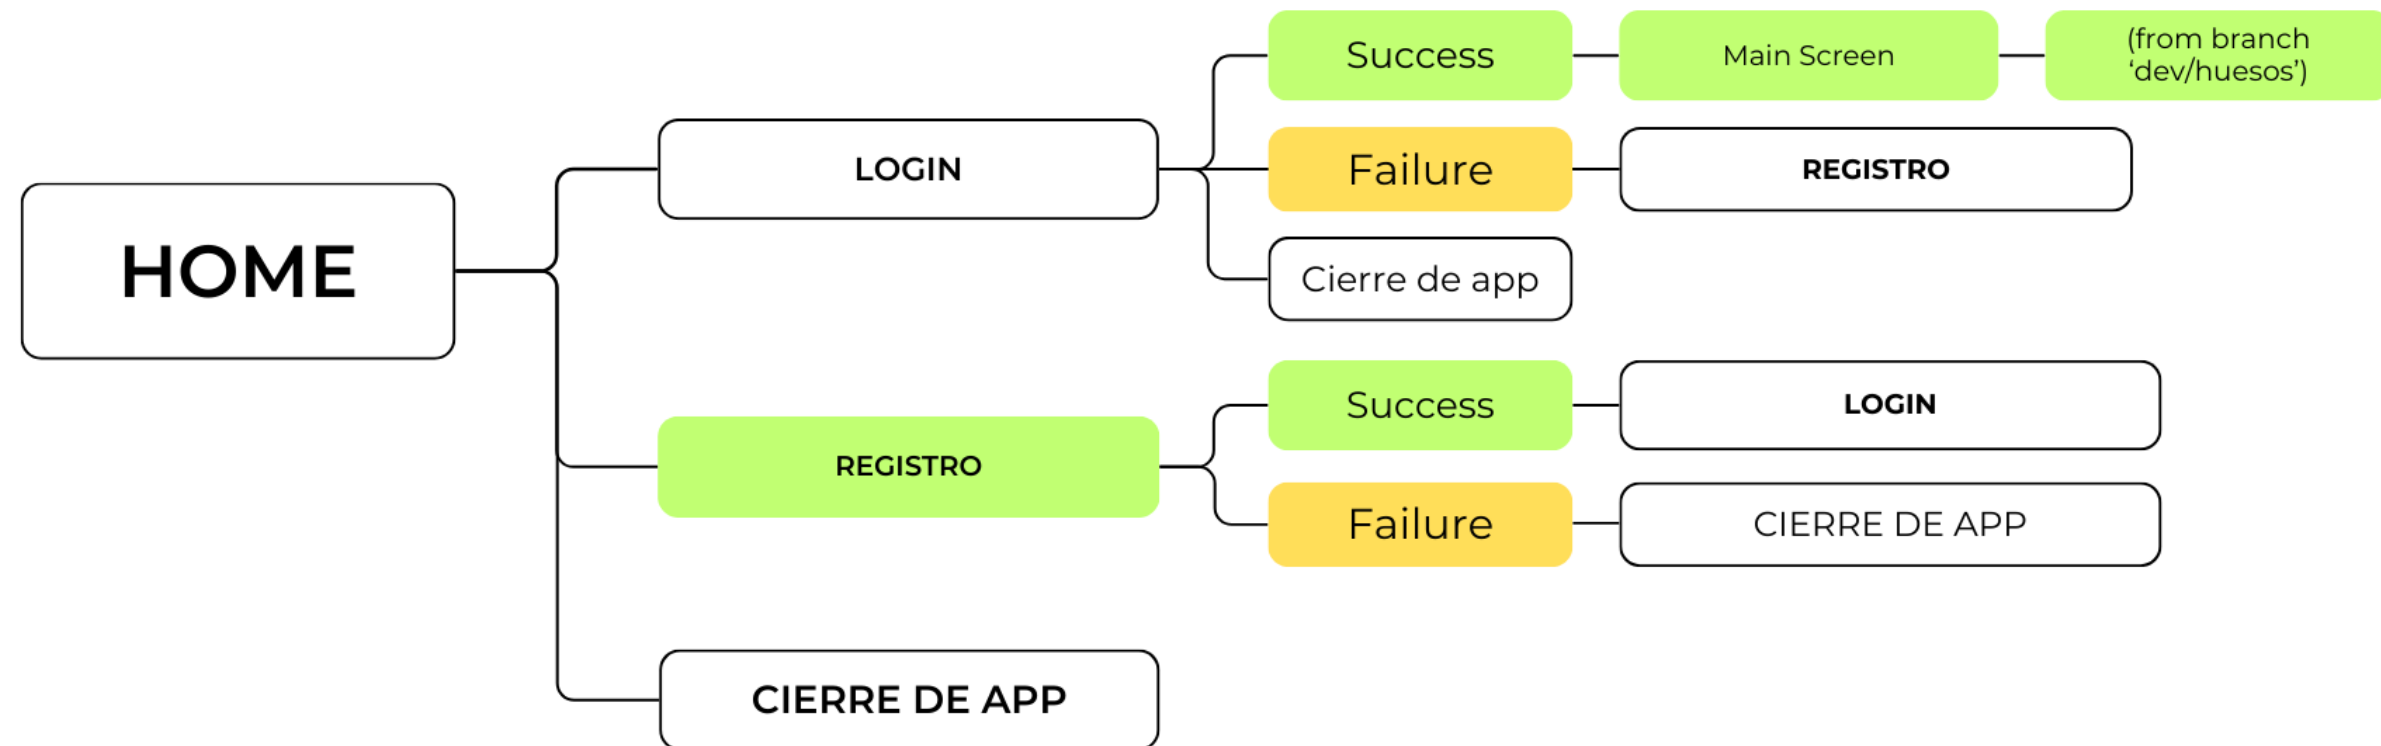 HOME
LOGIN
Success
Main Screen
(from branch
‘dev/huesos’)
Failure
REGISTRO
Cierre de app
REGISTRO
Success
LOGIN
Failure
CIERRE DE APP
CIERRE DE APP